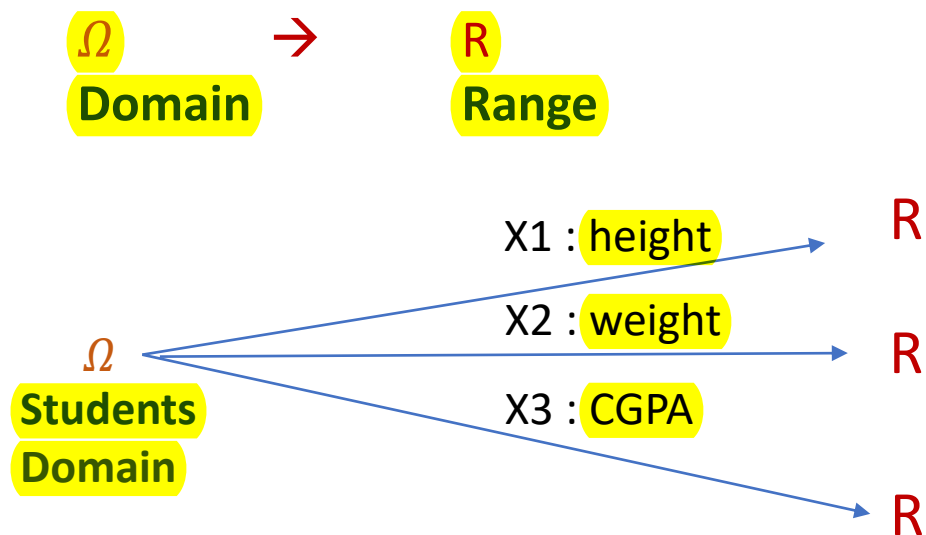 Ω → R
Domain Range
X1 : height R
X2 : weight
Ω R
Students
X3 : CGPA
Domain
R